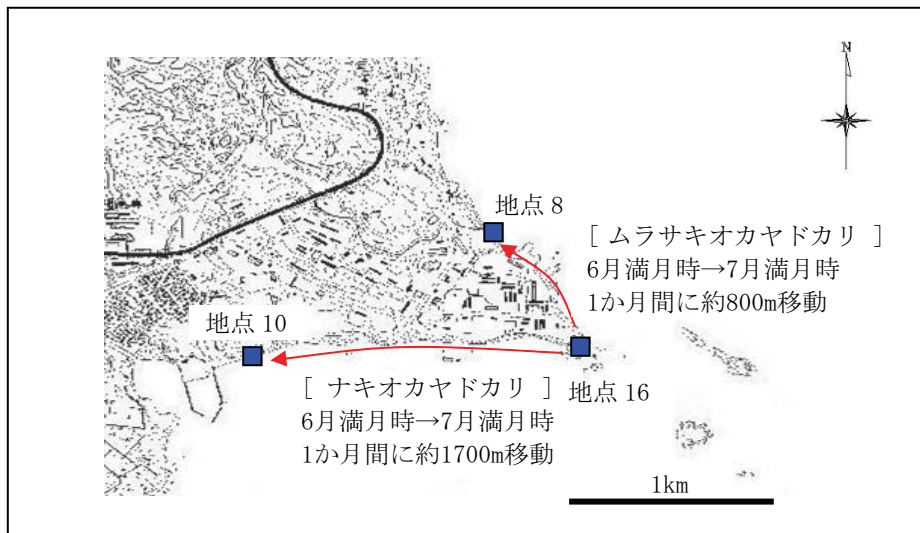 N
地点 8
[ ムラサキオカヤドカリ ]
6月満月時→7月満月時
1か月間に約800m移動
地点 10
地点 16
[ ナキオカヤドカリ ]
6月満月時→7月満月時
1か月間に約1700m移動
1km